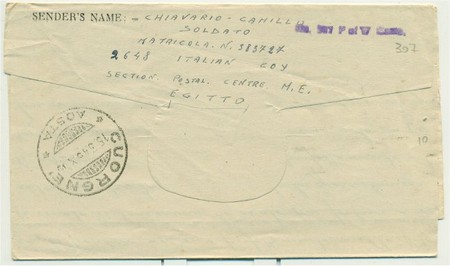 SENDER'S NAME: - CHIAVARIO - CAMILLO
SOLDATO
MATRICOLA. N. 383727
2648 ITALIAN COY
SECTION POSTAL CENTRE M.E.
EGITTO
No. 307 P of W Camp.
307
10
CUORGNE'
AOSTA